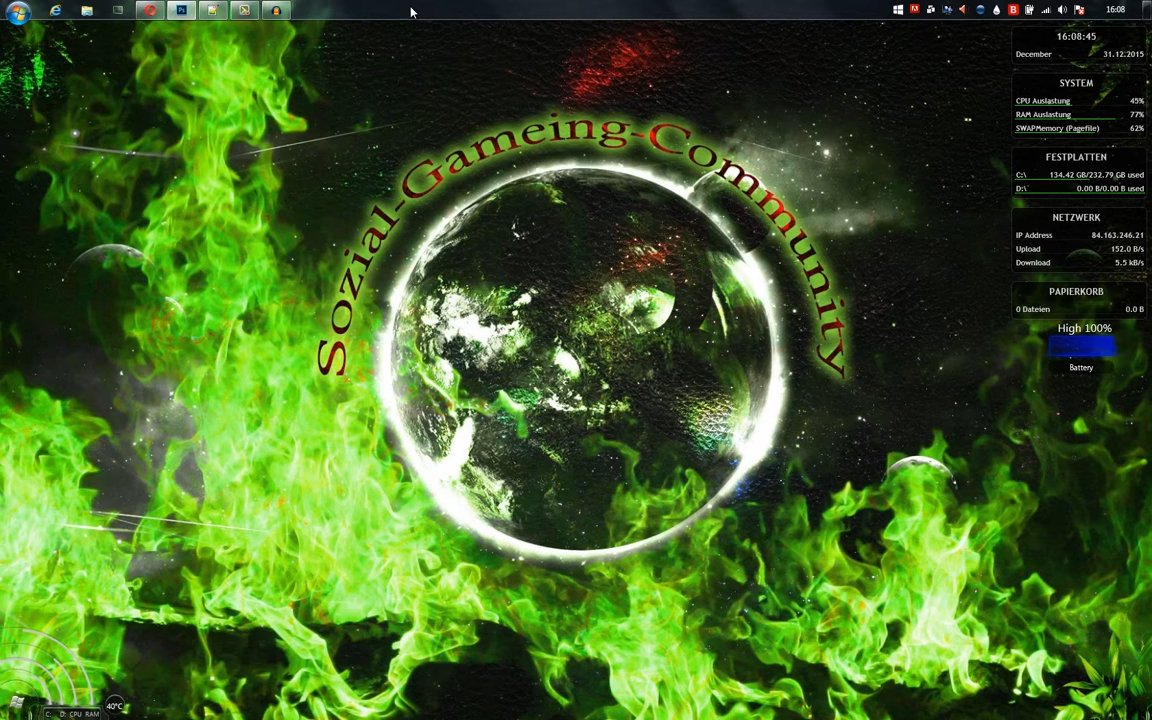 16:08
Sozial-Gameing-Community
16:08:45
December 31.12.2015
SYSTEM
CPU Auslastung 45%
RAM Auslastung 77%
SWAPMemory (Pagefile) 62%
FESTPLATTEN
C:\ 134.42 GB/232.79 GB used
D:\ 0.00 B/0.00 B used
NETZWERK
IP Address 84.163.246.21
Upload 152.0 B/s
Download 5.5 kB/s
PAPIERKORB
0 Dateien 0.0 B
High 100%
Battery
C: D: CPU RAM
40°C